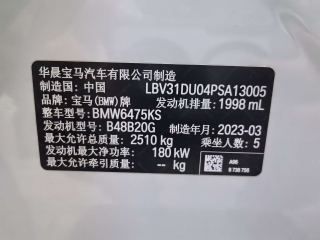 华晨宝马汽车有限公司制造
制造国: 中国 LBV31DU04PSA13005
品牌: 宝马(BMW)牌 发动机排量: 1998 mL
整车型号: BMW6475KS
发动机型号: B48B20G 制造年月: 2023-03
最大允许总质量: 2510 kg 乘坐人数: 5
发动机最大净功率: 180 kW
最大允许牵引质量: -- kg